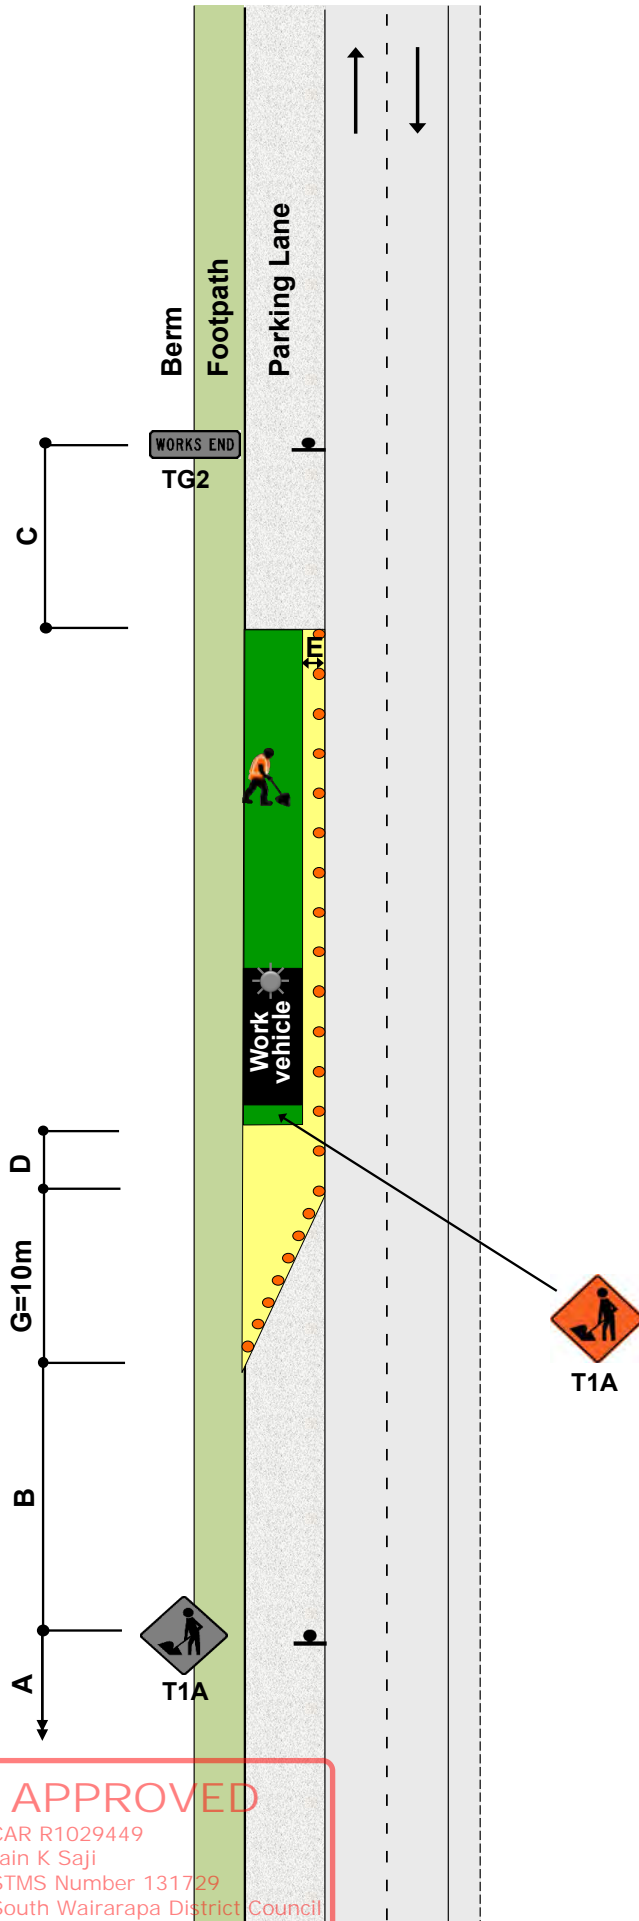 Berm
Footpath
Parking Lane
WORKS END
TG2
C
E
Work
vehicle
D
G=10m
T1A
B
T1A
A
APPROVED
CAR R1029449
ain K Saji
STMS Number 131729
South Wairarapa District Council